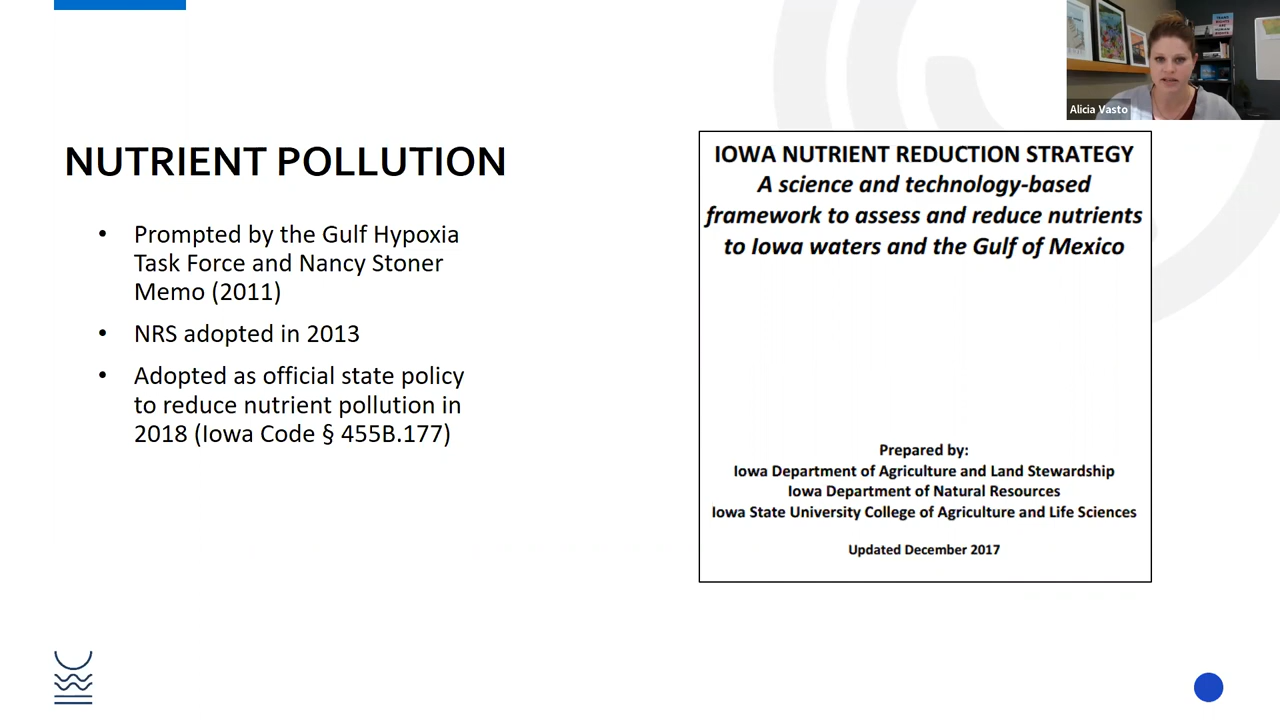 Alicia Vasto
NUTRIENT POLLUTION
• Prompted by the Gulf Hypoxia
Task Force and Nancy Stoner
Memo (2011)
• NRS adopted in 2013
• Adopted as official state policy
to reduce nutrient pollution in
2018 (Iowa Code § 455B.177)
IOWA NUTRIENT REDUCTION STRATEGY
A science and technology-based
framework to assess and reduce nutrients
to Iowa waters and the Gulf of Mexico
Prepared by:
Iowa Department of Agriculture and Land Stewardship
Iowa Department of Natural Resources
Iowa State University College of Agriculture and Life Sciences
Updated December 2017